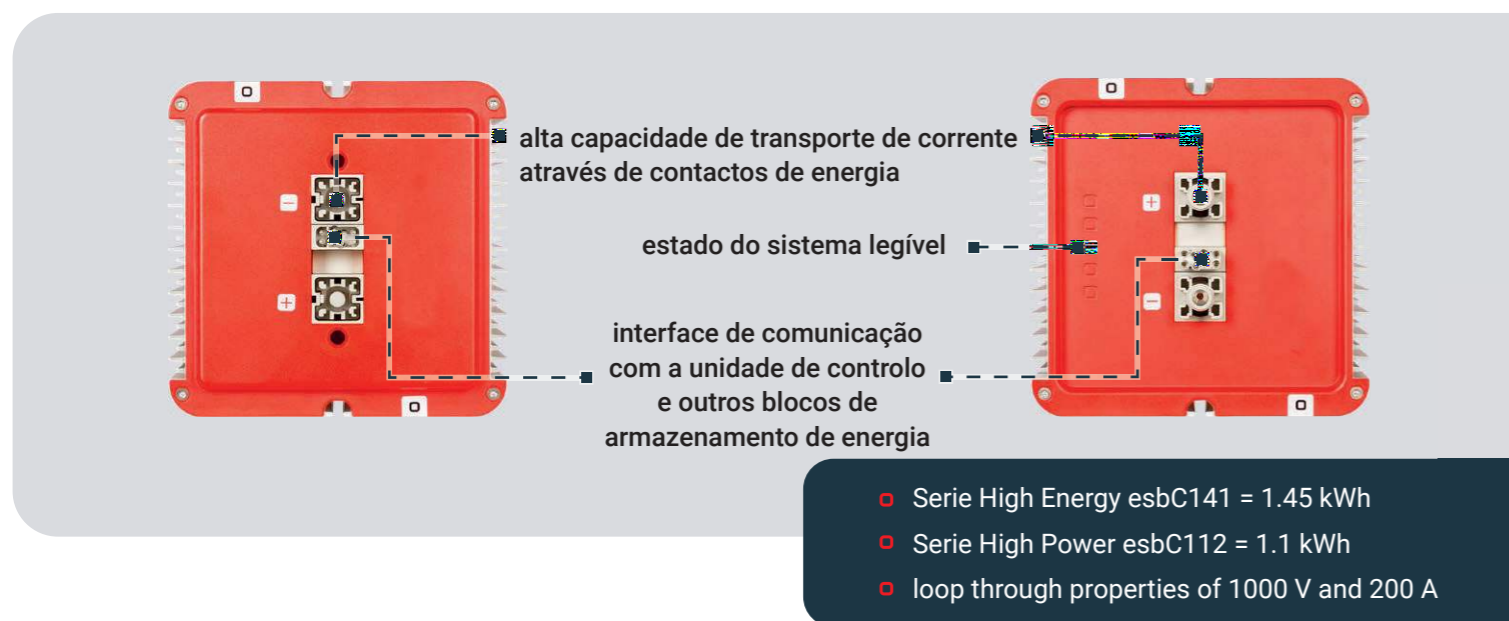 alta capacidade de transporte de corrente
através de contactos de energia
estado do sistema legível
interface de comunicação
com a unidade de controlo
e outros blocos de
armazenamento de energia
−
+
+
−
Serie High Energy esbC141 = 1.45 kWh
Serie High Power esbC112 = 1.1 kWh
loop through properties of 1000 V and 200 A